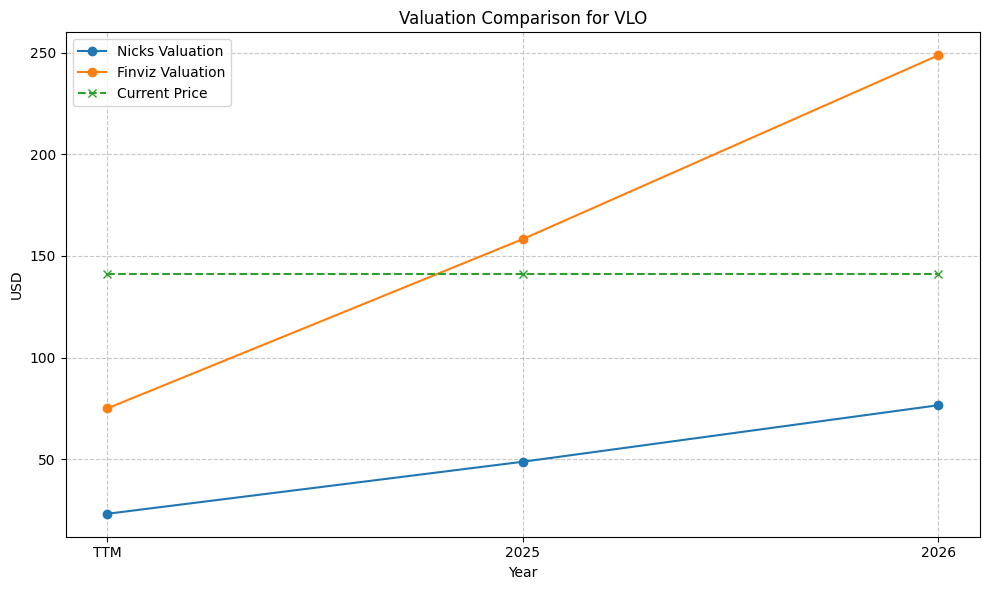 Valuation Comparison for VLO
Nicks Valuation
Finviz Valuation
Current Price
250
200
150
100
50
USD
TTM
2025
2026
Year